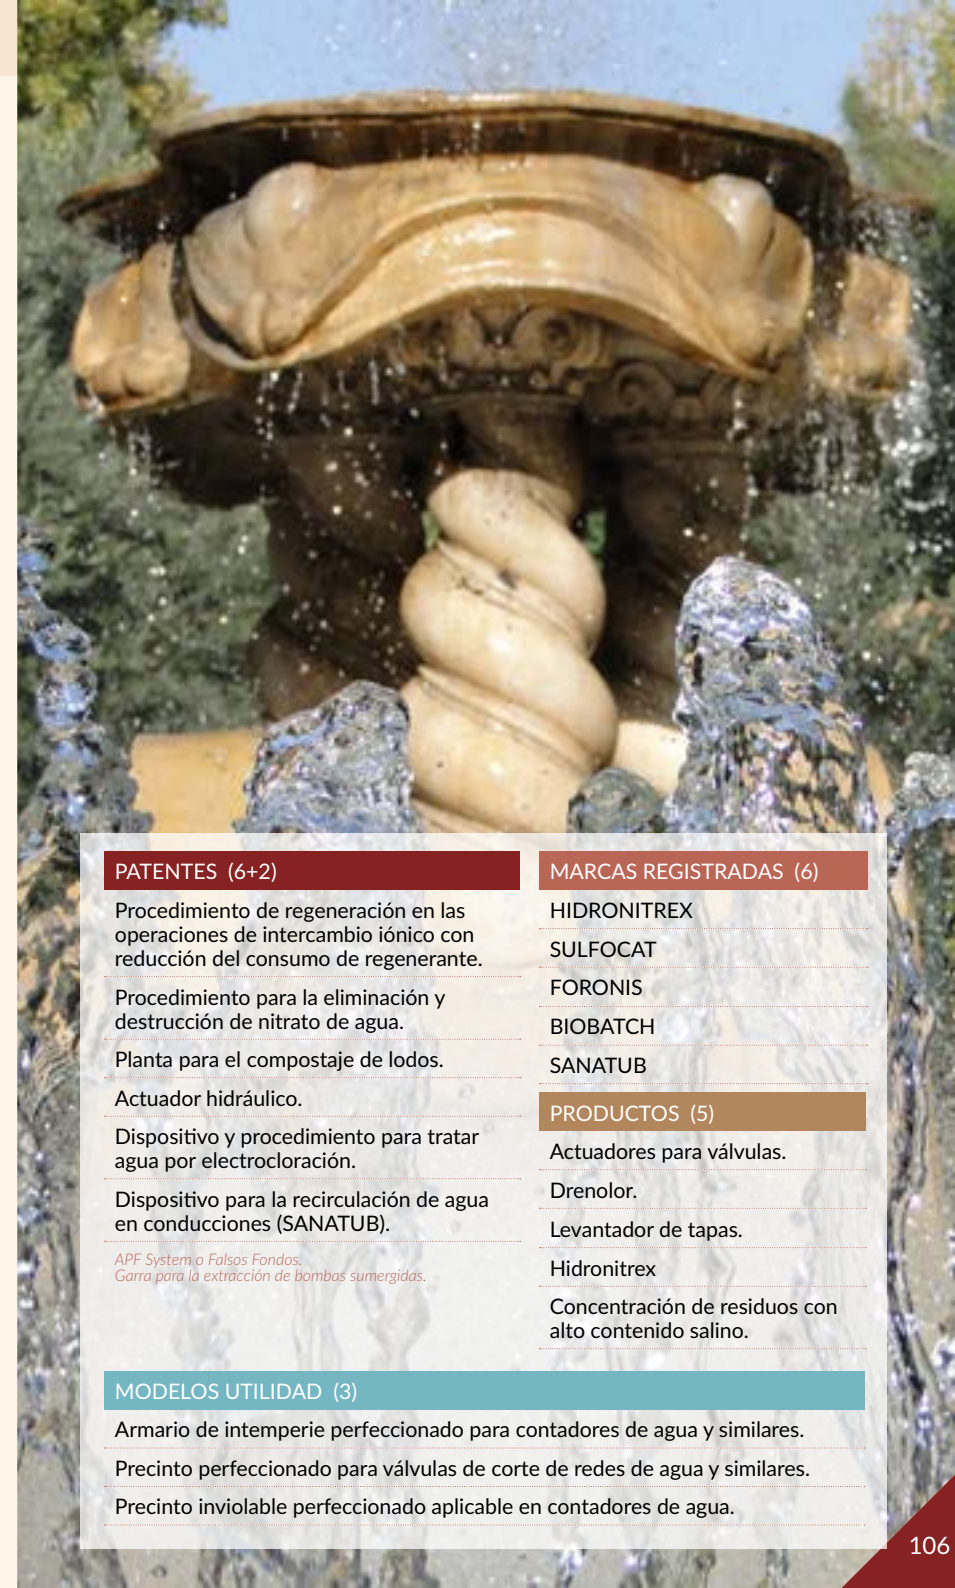 PATENTES (6+2)
Procedimiento de regeneración en las
operaciones de intercambio iónico con
reducción del consumo de regenerante.
Procedimiento para la eliminación y
destrucción de nitrato de agua.
Planta para el compostaje de lodos.
Actuador hidráulico.
Dispositivo y procedimiento para tratar
agua por electrocloración.
Dispositivo para la recirculación de agua
en conducciones (SANATUB).
APF System o Falsos Fondos.
Garra para la extracción de bombas sumergidas.
MARCAS REGISTRADAS (6)
HIDRONITREX
SULFOCAT
FORONIS
BIOBATCH
SANATUB
PRODUCTOS (5)
Actuadores para válvulas.
Drenolor.
Levantador de tapas.
Hidronitrex
Concentración de residuos con
alto contenido salino.
MODELOS UTILIDAD (3)
Armario de intemperie perfeccionado para contadores de agua y similares.
Precinto perfeccionado para válvulas de corte de redes de agua y similares.
Precinto inviolable perfeccionado aplicable en contadores de agua.
106